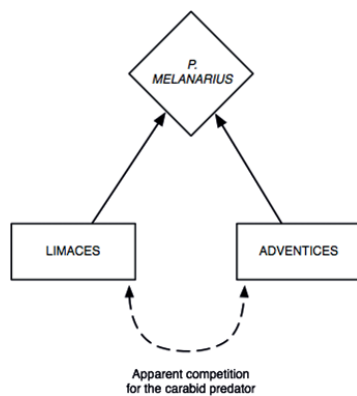 P.
MELANARIUS
LIMACES
ADVENTICES
Apparent competition
for the carabid predator